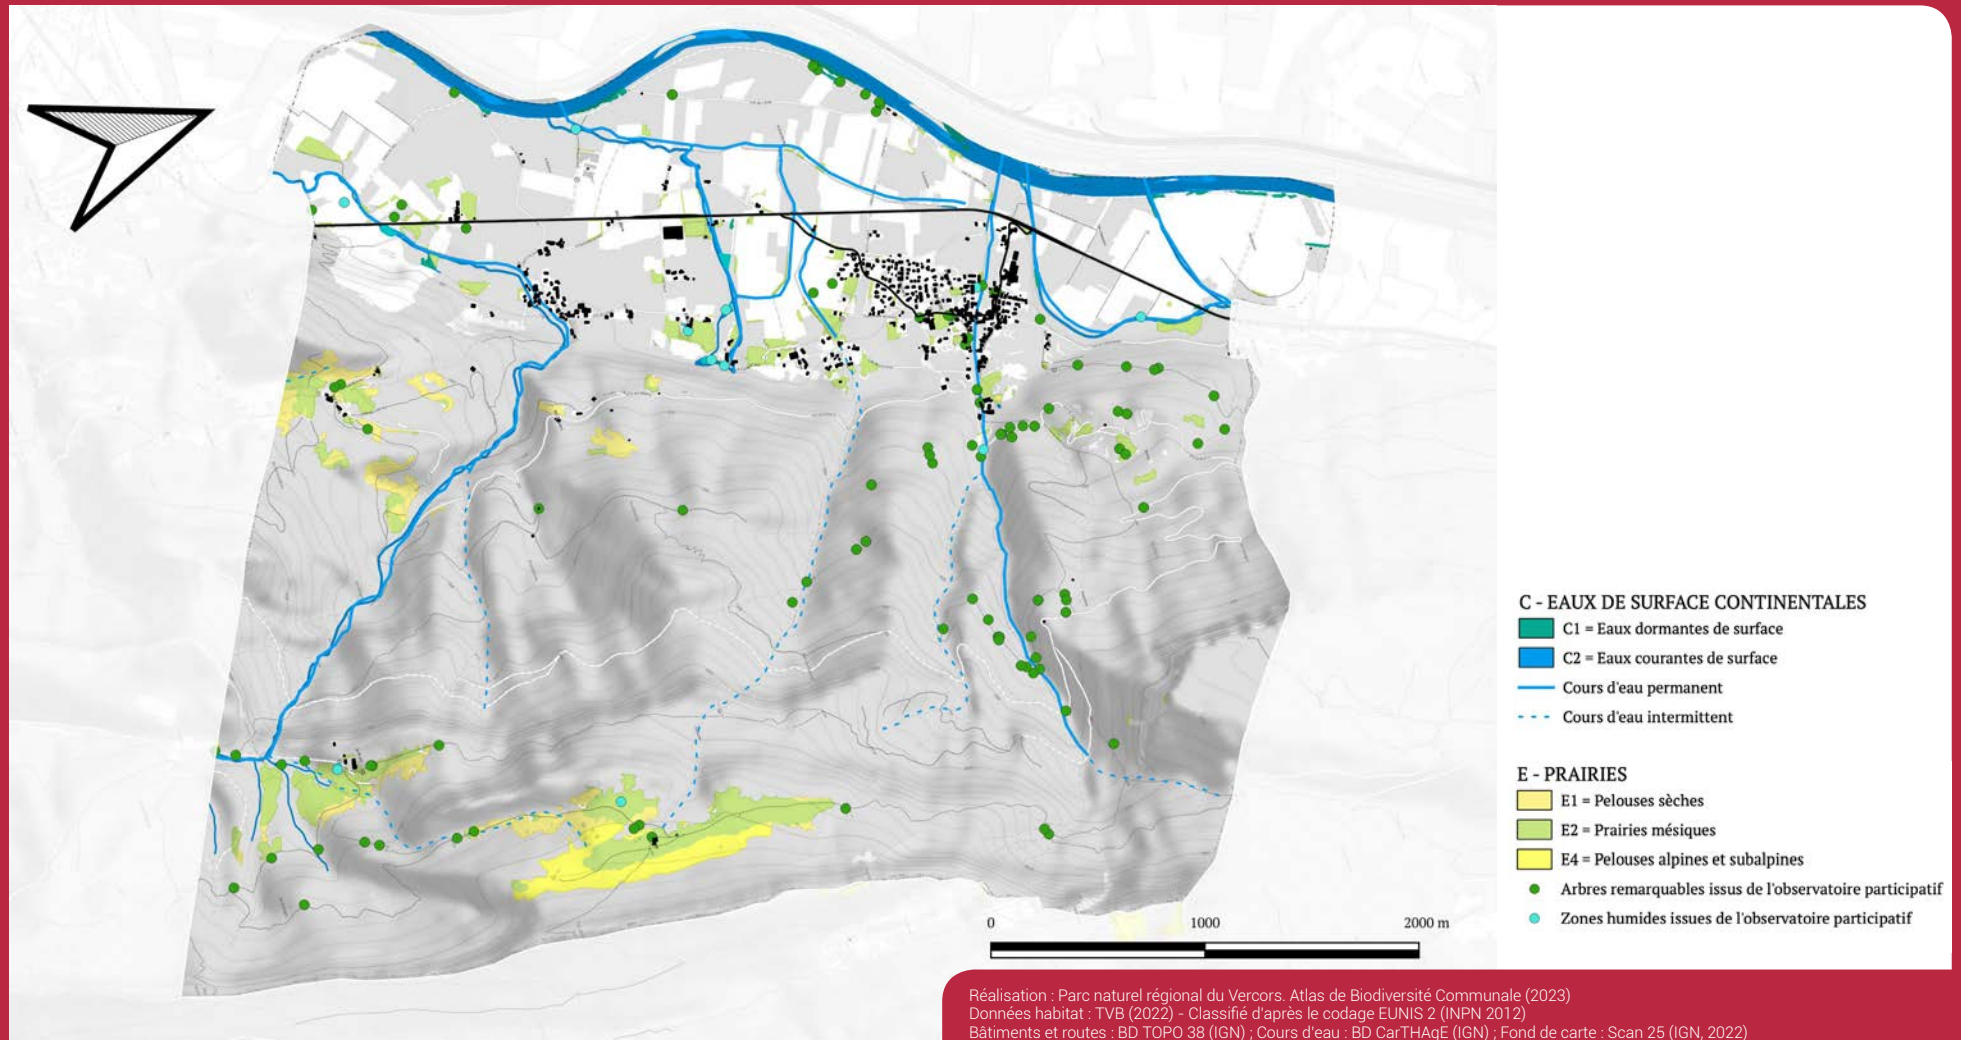 C - EAUX DE SURFACE CONTINENTALES
C1 = Eaux dormantes de surface
C2 = Eaux courantes de surface
Cours d'eau permanent
Cours d'eau intermittent
E - PRAIRIES
E1 = Pelouses sèches
E2 = Prairies mésiques
E4 = Pelouses alpines et subalpines
Arbres remarquables issus de l'observatoire participatif
Zones humides issues de l'observatoire participatif
0 1000 2000 m
Réalisation : Parc naturel régional du Vercors. Atlas de Biodiversité Communale (2023)
Données habitat : TVB (2022) - Classifié d'après le codage EUNIS 2 (INPN 2012)
Bâtiments et routes : BD TOPO 38 (IGN) ; Cours d'eau : BD CarTHAgE (IGN) ; Fond de carte : Scan 25 (IGN, 2022)